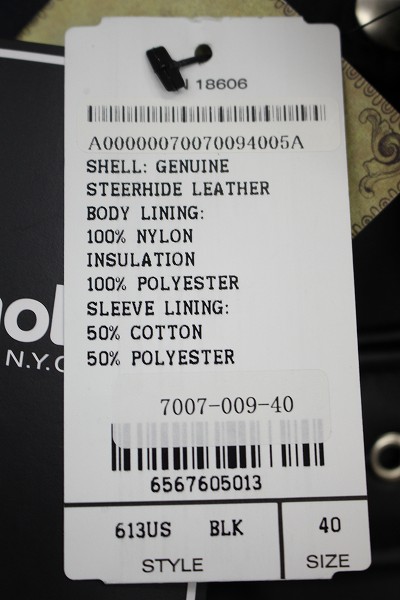 18606
A00000070070094005A
SHELL: GENUINE
STEERHIDE LEATHER
BODY LINING:
100% NYLON
INSULATION
100% POLYESTER
SLEEVE LINING:
50% COTTON
50% POLYESTER
N.Y.C
7007-009-40
6567605013
613US BLK 40
STYLE SIZE